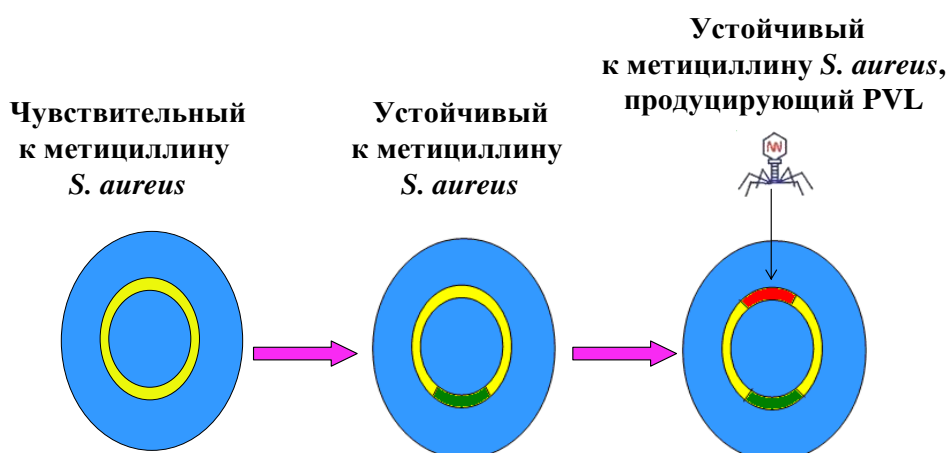 Чувствительный
к метициллину
S. aureus
Устойчивый
к метициллину
S. aureus
Устойчивый
к метициллину S. aureus,
продуцирующий PVL